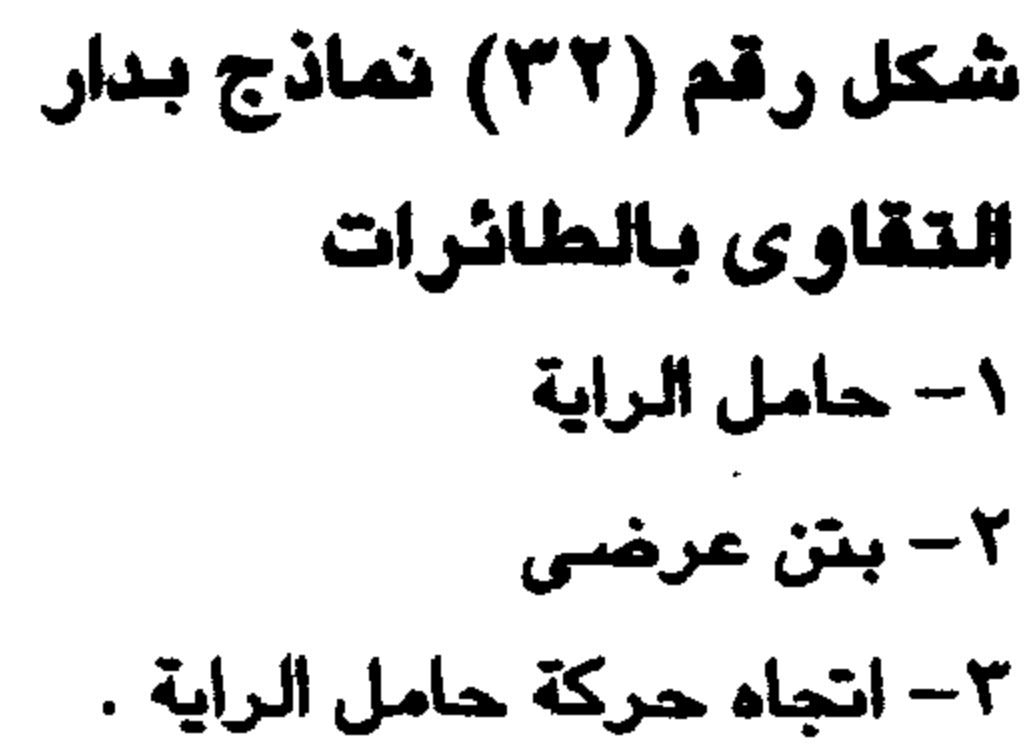 شكل رقم (٣٢) نماذج بدار
التقاوى بالطائرات
١ – حامل الراية
٢ – بتن عرضى
٣ – اتجاه حركة حامل الراية .